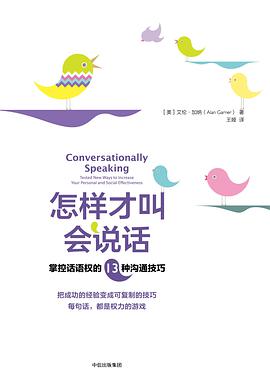 ［美］艾伦·加纳（Alan Garner） 著
王嫚 译
Conversationally
Speaking
Tested New Ways to Increase
Your Personal and Social Effectiveness
怎样才叫
会说话
掌控话语权的13种沟通技巧
把成功的经验变成可复制的技巧
每句话，都是权力的游戏
中信出版集团